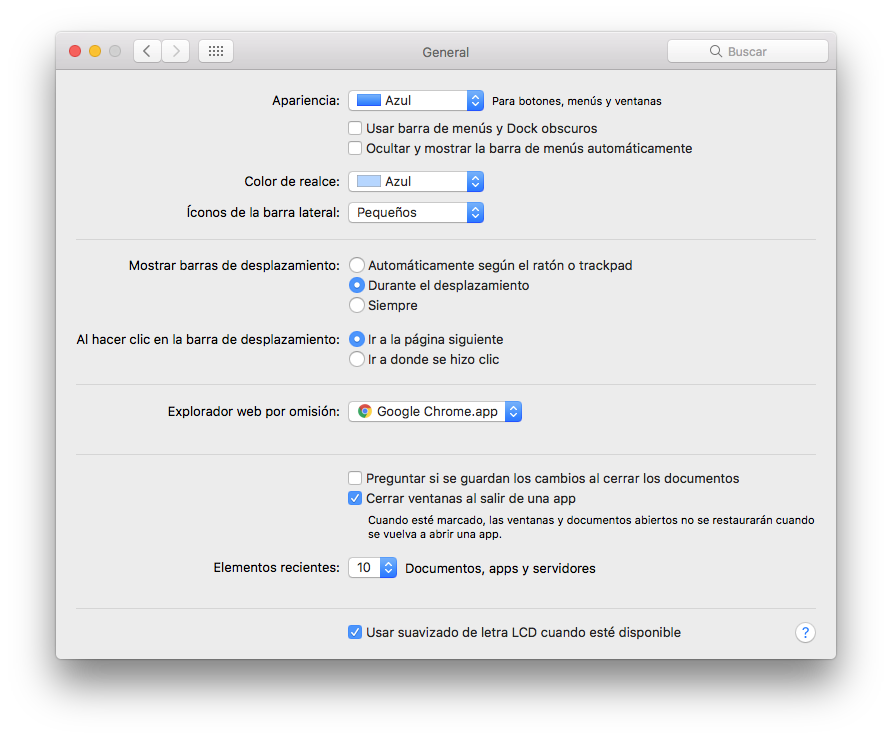 General
Buscar
Apariencia: Azul Para botones, menús y ventanas
Usar barra de menús y Dock obscuros
Ocultar y mostrar la barra de menús automáticamente
Color de realce: Azul
Íconos de la barra lateral: Pequeños
Mostrar barras de desplazamiento: Automáticamente según el ratón o trackpad
Durante el desplazamiento
Siempre
Al hacer clic en la barra de desplazamiento: Ir a la página siguiente
Ir a donde se hizo clic
Explorador web por omisión: Google Chrome.app
Preguntar si se guardan los cambios al cerrar los documentos
Cerrar ventanas al salir de una app
Cuando esté marcado, las ventanas y documentos abiertos no se restaurarán cuando
se vuelva a abrir una app.
Elementos recientes: 10 Documentos, apps y servidores
Usar suavizado de letra LCD cuando esté disponible
?